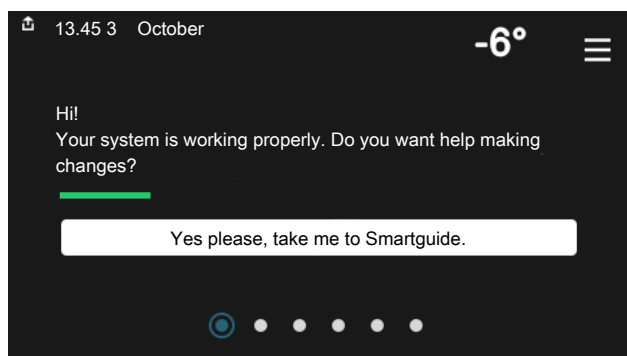 13.45 3 October
-6°
Hi!
Your system is working properly. Do you want help making
changes?
Yes please, take me to Smartguide.